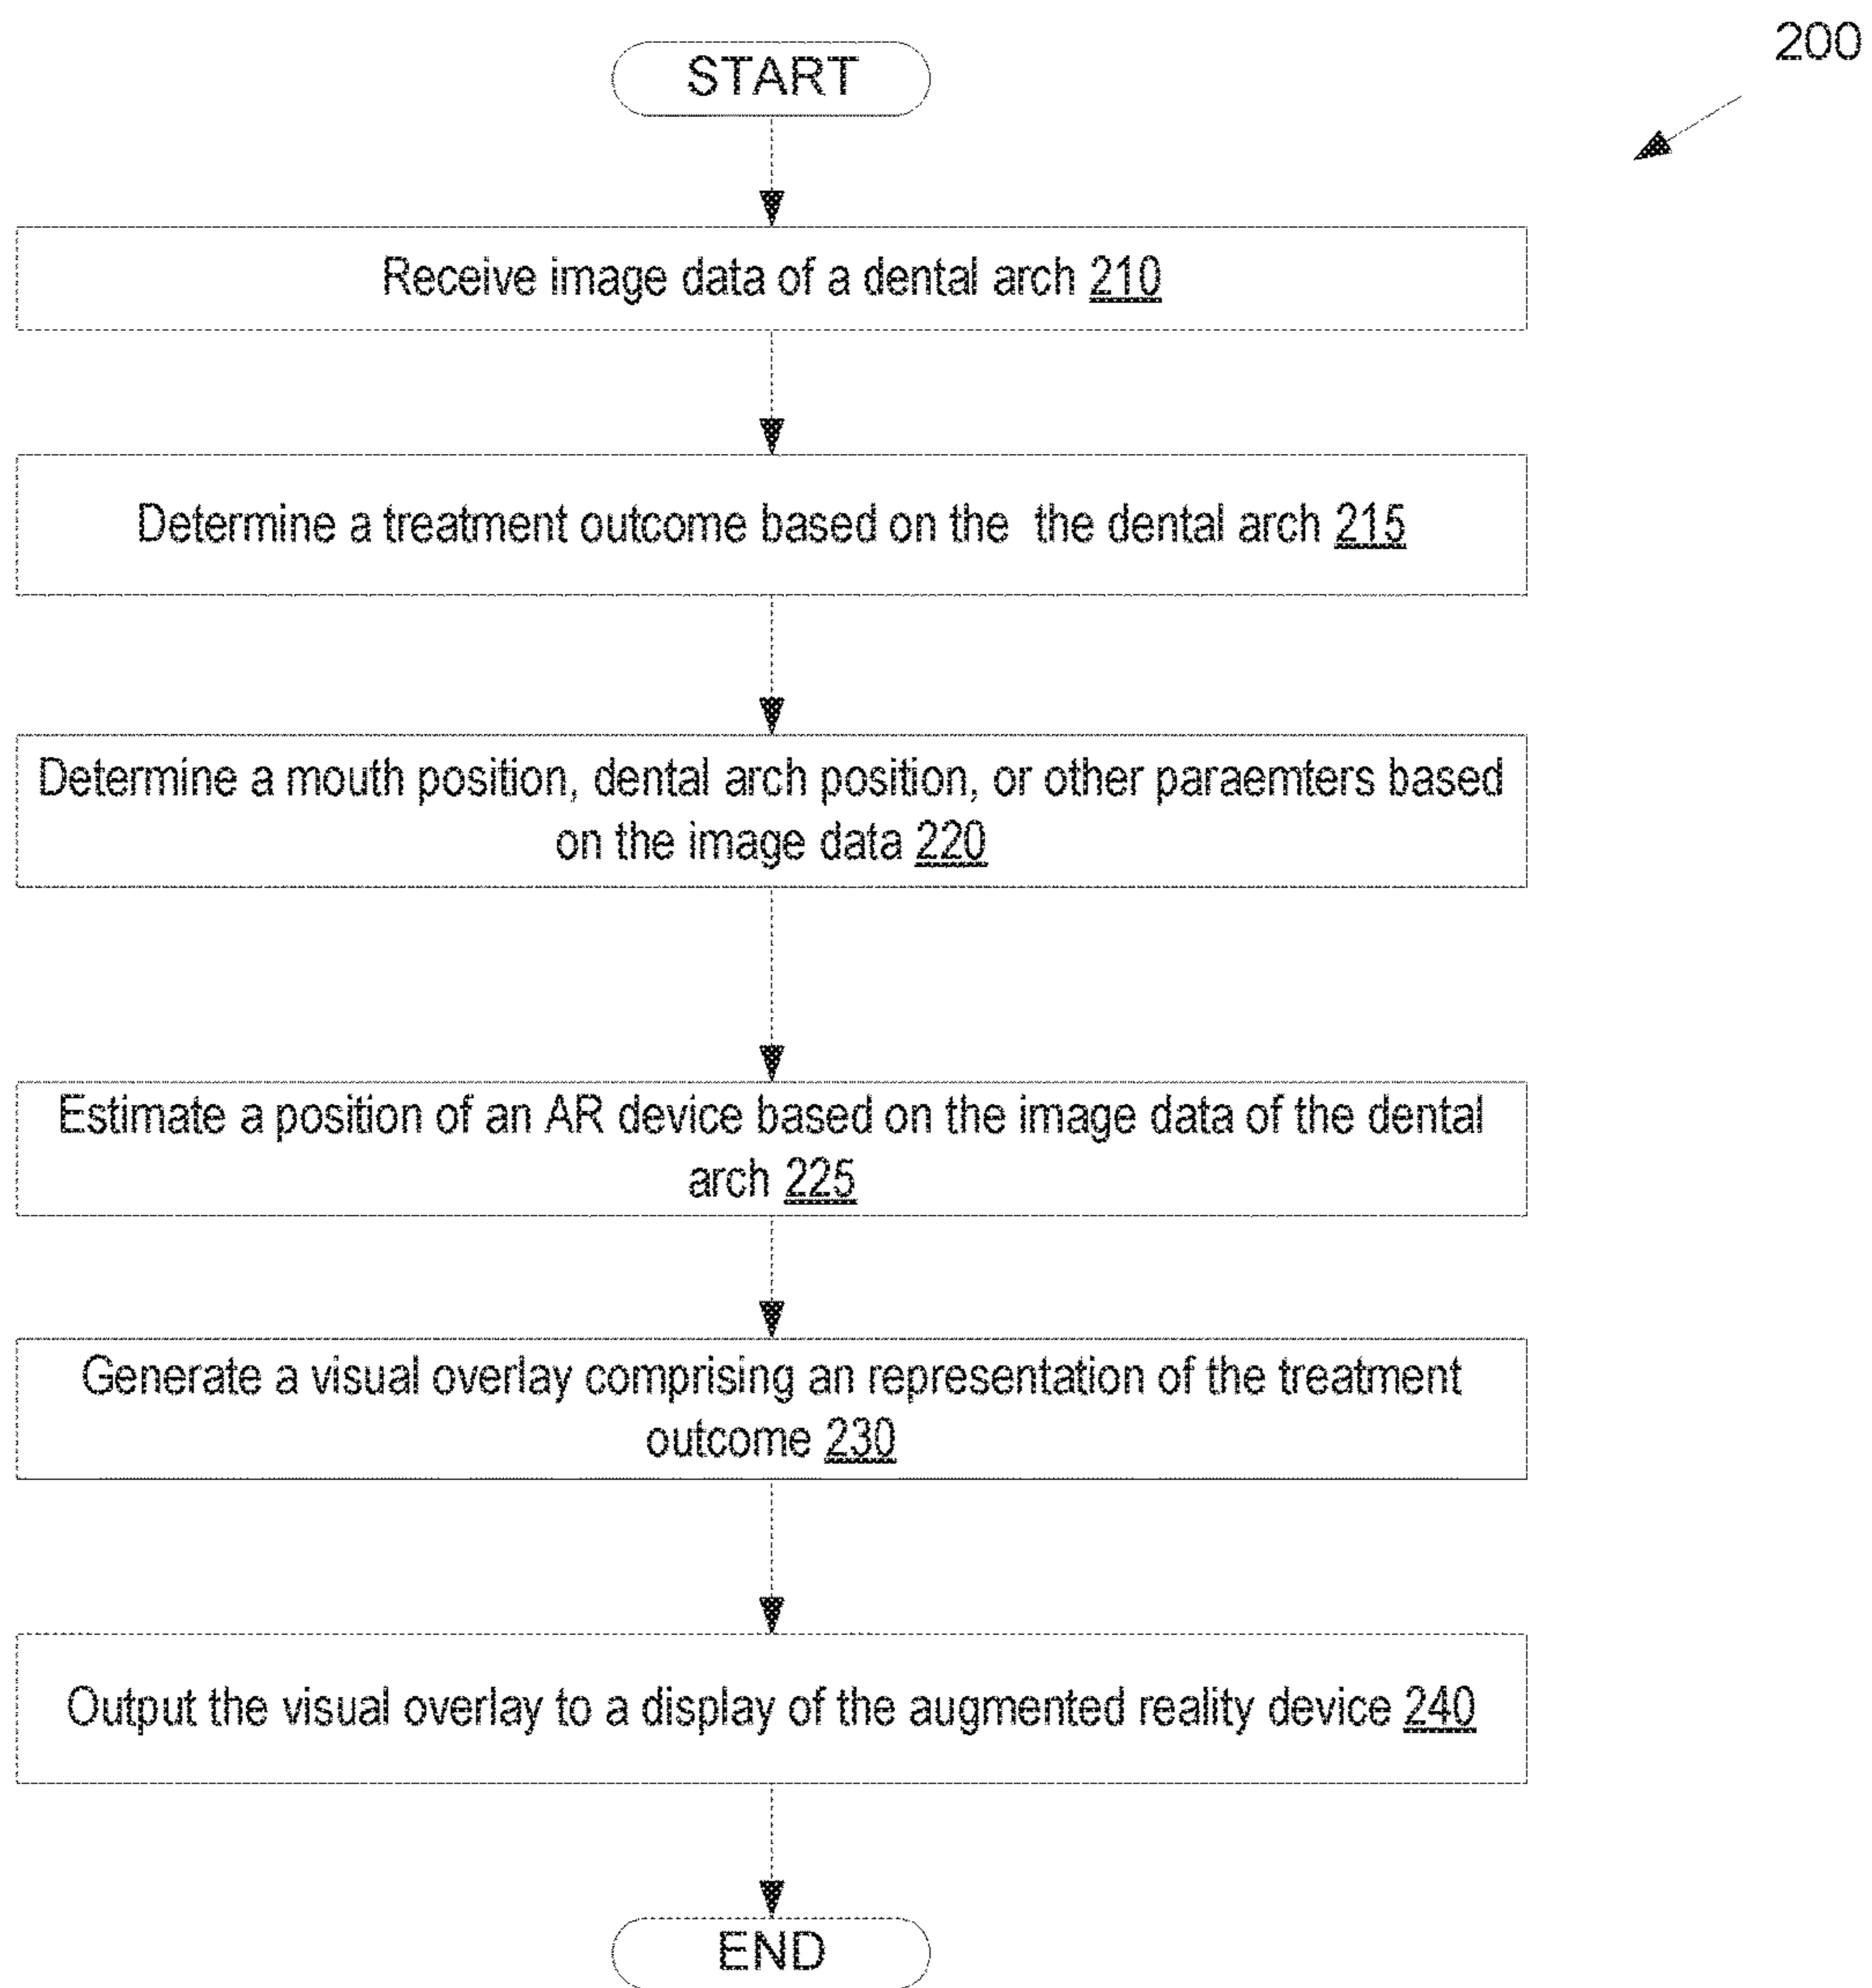 200
START
Receive image data of a dental arch 210
Determine a treatment outcome based on the the dental arch 215
Determine a mouth position, dental arch position, or other paraemters based
on the image data 220
Estimate a position of an AR device based on the image data of the dental
arch 225
Generate a visual overlay comprising an representation of the treatment
outcome 230
Output the visual overlay to a display of the augmented reality device 240
END